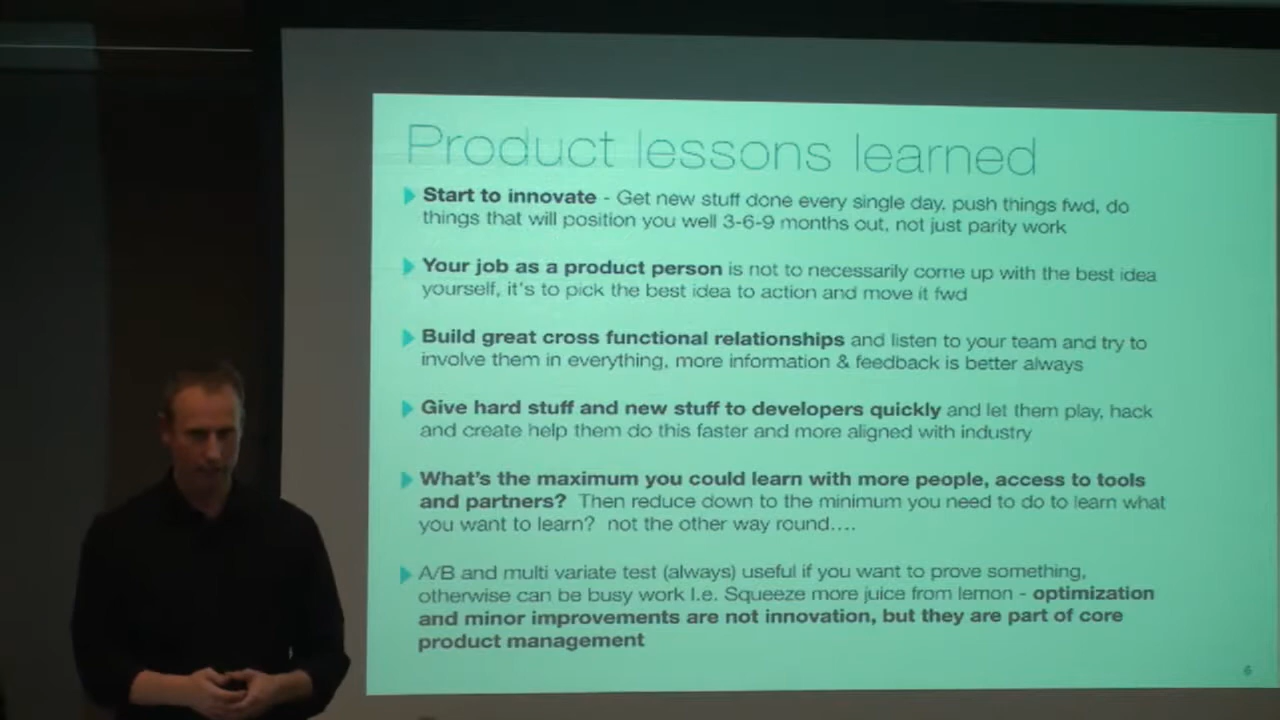 Product lessons learned
Start to innovate - Get new stuff done every single day, push things fwd, do
things that will position you well 3-6-9 months out, not just parity work
Your job as a product person is not to necessarily come up with the best idea
yourself, it's to pick the best idea to action and move it fwd
Build great cross functional relationships and listen to your team and try to
involve them in everything, more information & feedback is better always
Give hard stuff and new stuff to developers quickly and let them play, hack
and create help them do this faster and more aligned with industry
What's the maximum you could learn with more people, access to tools
and partners? Then reduce down to the minimum you need to do to learn what
you want to learn? not the other way round....
A/B and multi variate test (always) useful if you want to prove something,
otherwise can be busy work I.e. Squeeze more juice from lemon - optimization
and minor improvements are not innovation, but they are part of core
product management
6